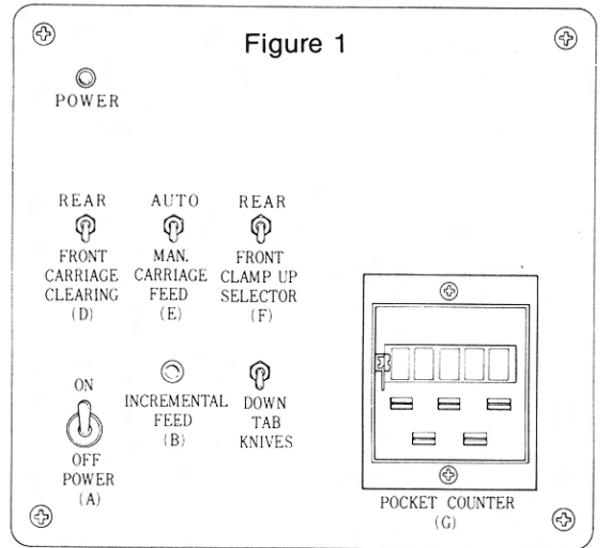 Figure 1
POWER
REAR
FRONT
CARRIAGE
CLEARING
(D)
AUTO
MAN.
CARRIAGE
FEED
(E)
REAR
FRONT
CLAMP UP
SELECTOR
(F)
ON
OFF
POWER
(A)
INCREMENTAL
FEED
(B)
DOWN
TAB
KNIVES
POCKET COUNTER
(G)